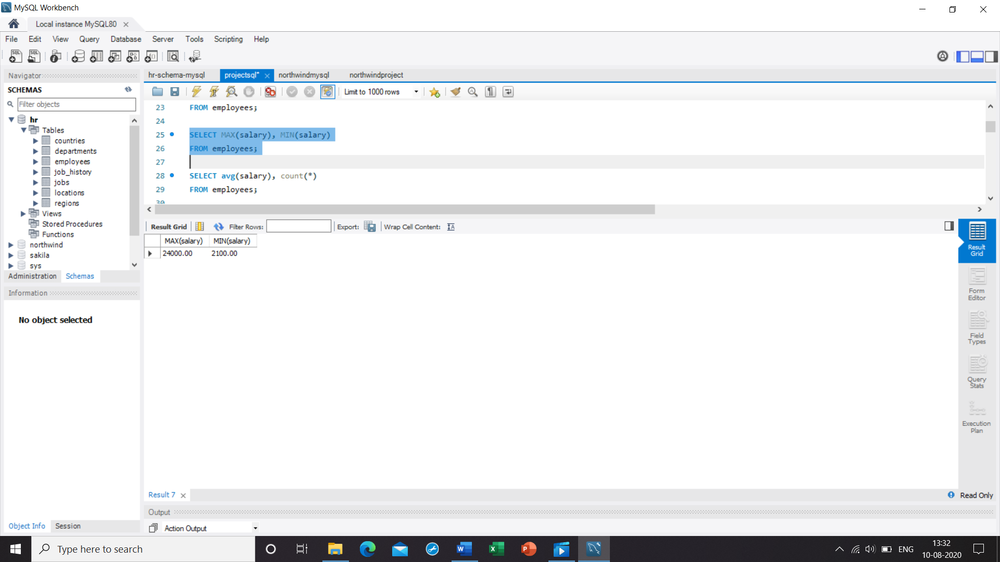 MySQL Workbench
Local instance MySQL80
File Edit View Query Database Server Tools Scripting Help
Navigator
SCHEMAS
Filter objects
hr
Tables
countries
departments
employees
job_history
jobs
locations
regions
Views
Stored Procedures
Functions
northwind
sakila
sys
Administration Schemas
Information
No object selected
Object Info Session
hr-schema-mysql projectsql* northwindmysql northwindproject
Limit to 1000 rows
23 FROM employees;
24
25 SELECT MAX(salary), MIN(salary)
26 FROM employees;
27
28 SELECT avg(salary), count(*)
29 FROM employees;
30
Result Grid Filter Rows: Export: Wrap Cell Content:
MAX(salary) MIN(salary)
24000.00 2100.00
Result
Grid
Form
Editor
Field
Types
Query
Stats
Execution
Plan
Result 7
Read Only
Output
Action Output
Type here to search
ENG
13:32
10-08-2020